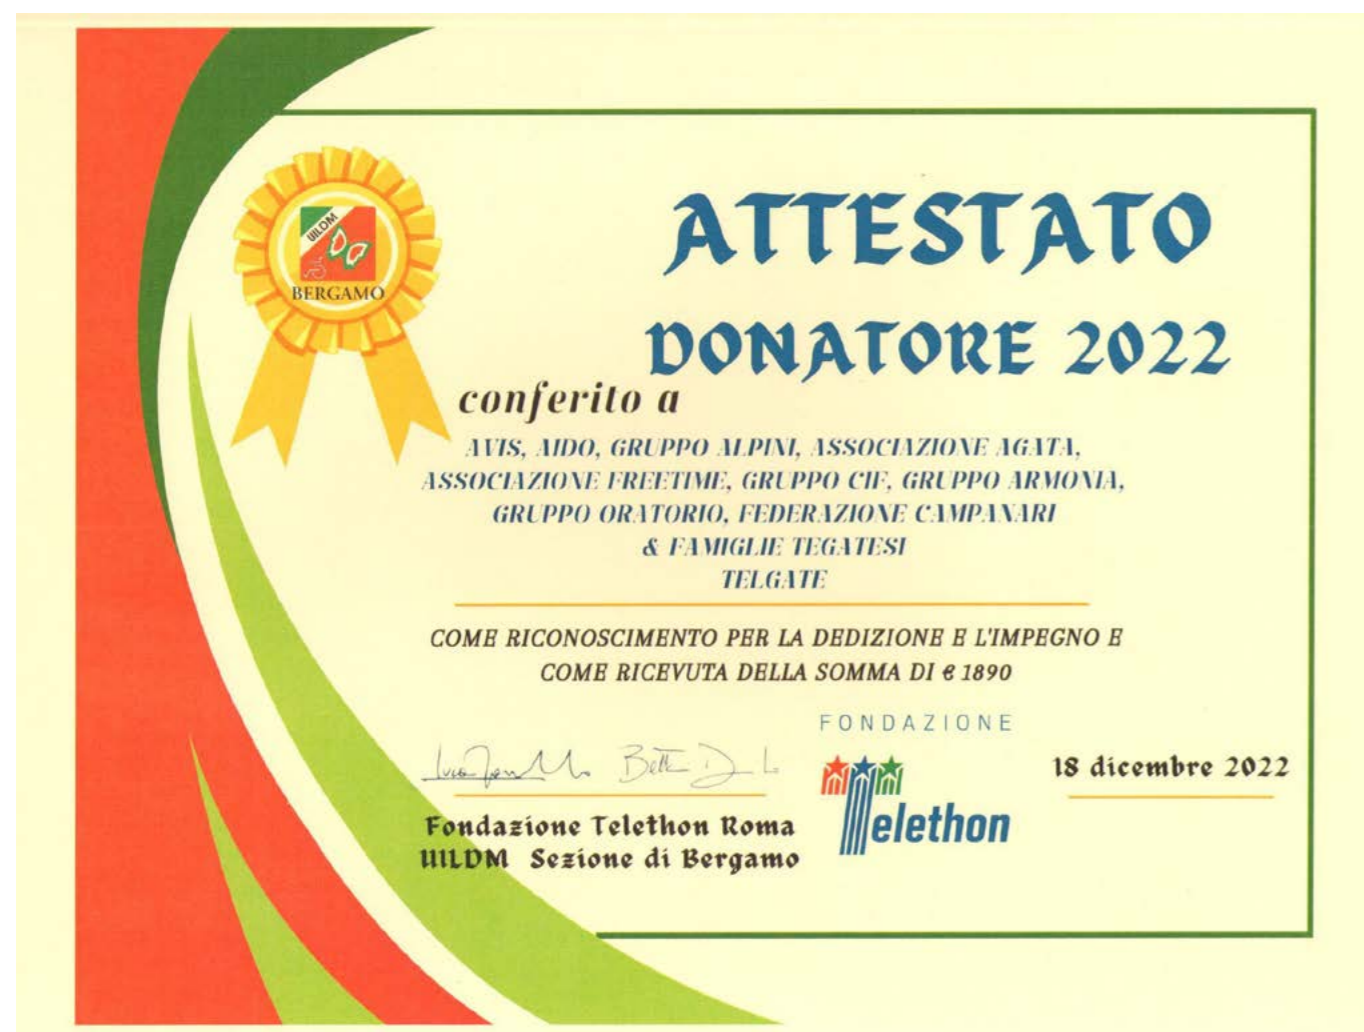 UILDM
BERGAMO
ATTESTATO
DONATORE 2022
conferito a
AVIS, AIDO, GRUPPO ALPINI, ASSOCIAZIONE AGATA,
ASSOCIAZIONE FREETIME, GRUPPO CIF, GRUPPO ARMONIA,
GRUPPO ORATORIO, FEDERAZIONE CAMPANARI
& FAMIGLIE TEGATESI
TELGATE
COME RICONOSCIMENTO PER LA DEDIZIONE E L'IMPEGNO E
COME RICEVUTA DELLA SOMMA DI € 1890
FONDAZIONE
Telethon
18 dicembre 2022
Fondazione Telethon Roma
UILDM Sezione di Bergamo